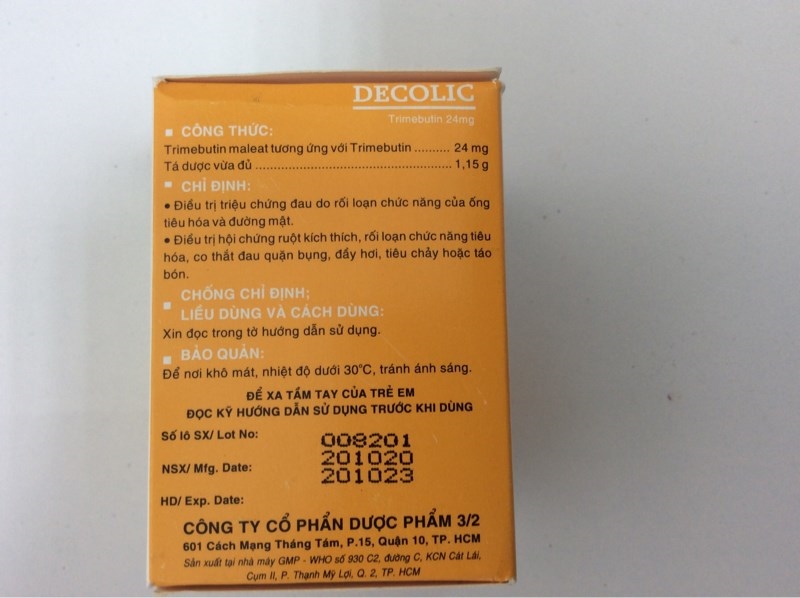 DECOLIC
Trimebutin 24mg
CÔNG THỨC:
Trimebutin maleat tương ứng với Trimebutin .......... 24 mg
Tá dược vừa đủ .................................................. 1,15 g
CHỈ ĐỊNH:
• Điều trị triệu chứng đau do rối loạn chức năng của ống
tiêu hóa và đường mật.
• Điều trị hội chứng ruột kích thích, rối loạn chức năng tiêu
hóa, co thắt đau quặn bụng, đầy hơi, tiêu chảy hoặc táo
bón.
CHỐNG CHỈ ĐỊNH;
LIỀU DÙNG VÀ CÁCH DÙNG:
Xin đọc trong tờ hướng dẫn sử dụng.
BẢO QUẢN:
Để nơi khô mát, nhiệt độ dưới 30°C, tránh ánh sáng.
ĐỂ XA TẦM TAY CỦA TRẺ EM
ĐỌC KỸ HƯỚNG DẪN SỬ DỤNG TRƯỚC KHI DÙNG
Số lô SX/ Lot No: 008201
201020
NSX/ Mfg. Date: 201023
HD/ Exp. Date:
CÔNG TY CỔ PHẨN DƯỢC PHẨM 3/2
601 Cách Mạng Tháng Tám, P.15, Quận 10, TP. HCM
Sản xuất tại nhà máy GMP - WHO số 930 C2, đường C, KCN Cát Lái,
Cụm II, P. Thạnh Mỹ Lợi, Q. 2, TP. HCM